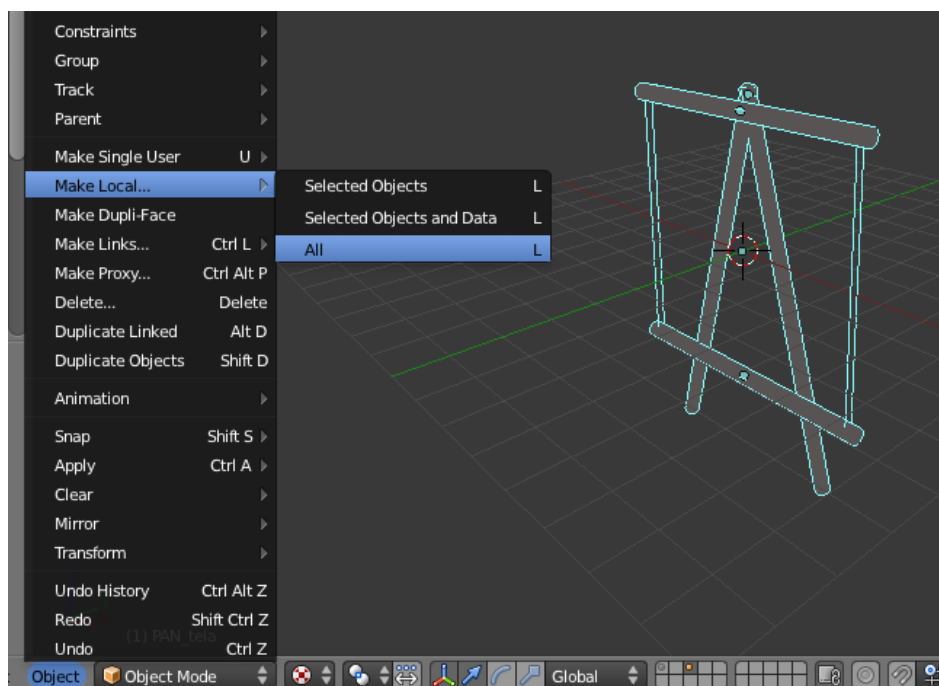 Constraints
Group
Track
Parent
Make Single User U
Make Local...
Make Dupli-Face
Make Links... Ctrl L
Make Proxy... Ctrl Alt P
Delete... Delete
Duplicate Linked Alt D
Duplicate Objects Shift D
Animation
Snap Shift S
Apply Ctrl A
Clear
Mirror
Transform
Undo History Ctrl Alt Z
Redo Shift Ctrl Z
(1) PAN_tela
Undo Ctrl Z
Selected Objects L
Selected Objects and Data L
All L
Object Object Mode Global